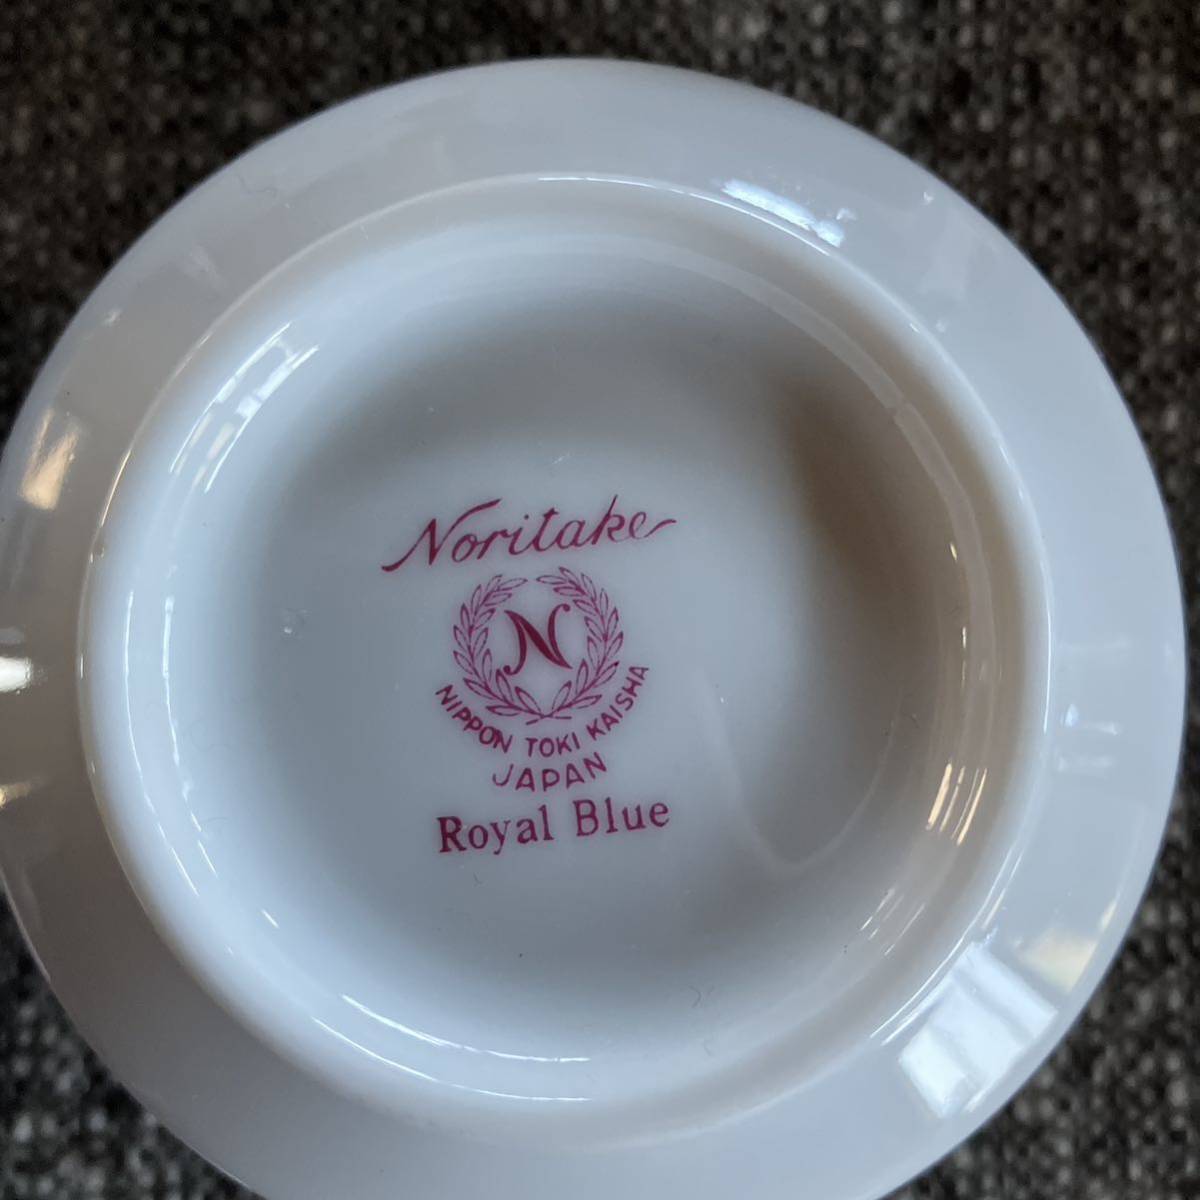 Noritake
N
NIPPON TOKI KAISHA
JAPAN
Royal Blue